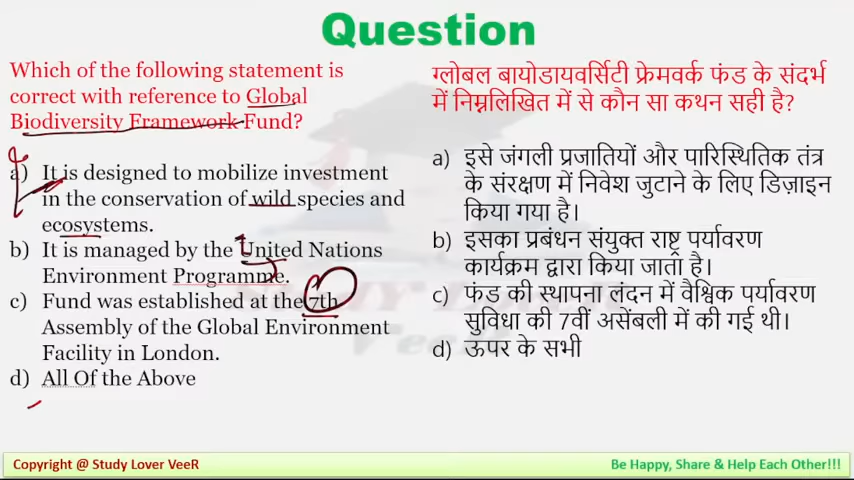 Question
Which of the following statement is
correct with reference to Global
Biodiversity Framework Fund?
a) It is designed to mobilize investment
in the conservation of wild species and
ecosystems.
b) It is managed by the United Nations
Environment Programme.
c) Fund was established at the 7th
Assembly of the Global Environment
Facility in London.
d) All Of the Above
ग्लोबल बायोडायवर्सिटी फ्रेमवर्क फंड के संदर्भ
में निम्नलिखित में से कौन सा कथन सही है?
a) इसे जंगली प्रजातियों और पारिस्थितिक तंत्र
के संरक्षण में निवेश जुटाने के लिए डिज़ाइन
किया गया है।
b) इसका प्रबंधन संयुक्त राष्ट्र पर्यावरण
कार्यक्रम द्वारा किया जाता है।
c) फंड की स्थापना लंदन में वैश्विक पर्यावरण
सुविधा की 7वीं असेंबली में की गई थी।
d) ऊपर के सभी
STUDY LOVER
VeeR
Copyright @ Study Lover VeeR
Be Happy, Share & Help Each Other!!!